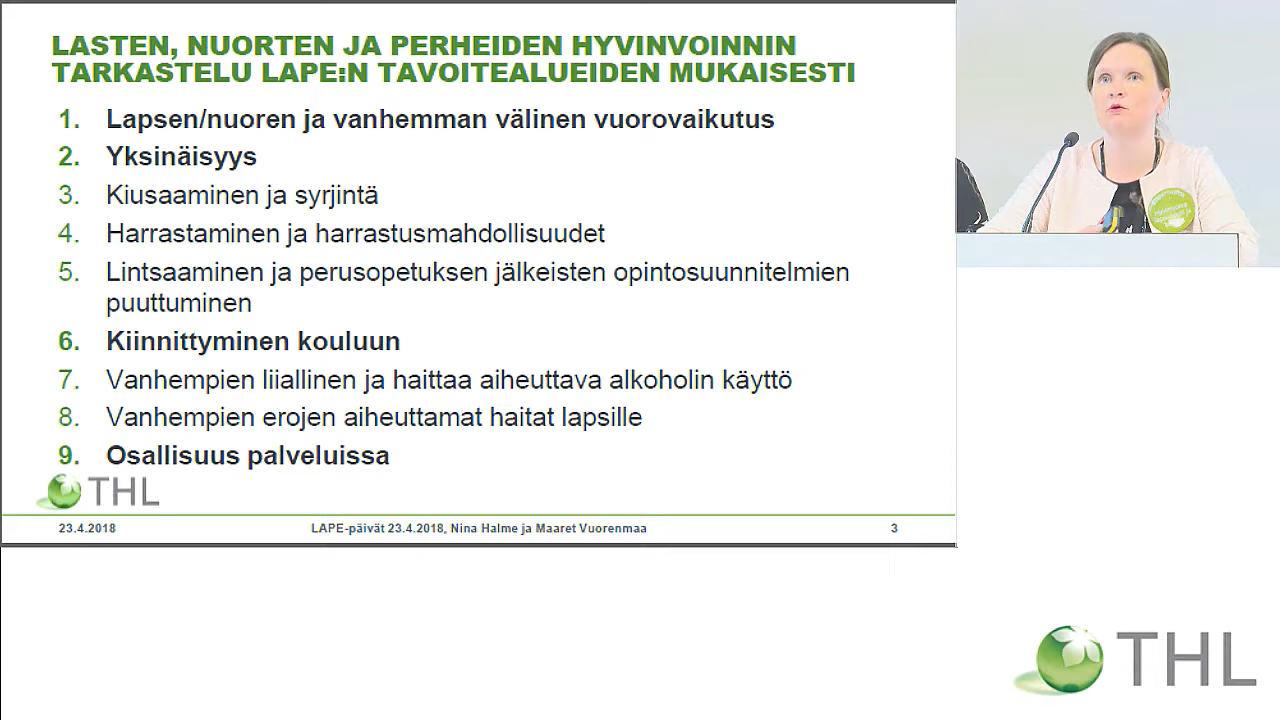 LASTEN, NUORTEN JA PERHEIDEN HYVINVOINNIN
TARKASTELU LAPE:N TAVOITEALUEIDEN MUKAISESTI
1. Lapsen/nuoren ja vanhemman välinen vuorovaikutus
2. Yksinäisyys
3. Kiusaaminen ja syrjintä
4. Harrastaminen ja harrastusmahdollisuudet
5. Lintsaaminen ja perusopetuksen jälkeisten opintosuunnitelmien
puuttuminen
6. Kiinnittyminen kouluun
7. Vanhempien liiallinen ja haittaa aiheuttava alkoholin käyttö
8. Vanhempien erojen aiheuttamat haitat lapsille
9. Osallisuus palveluissa
THL
23.4.2018 LAPE-päivät 23.4.2018, Nina Halme ja Maaret Vuorenmaa 3
THL